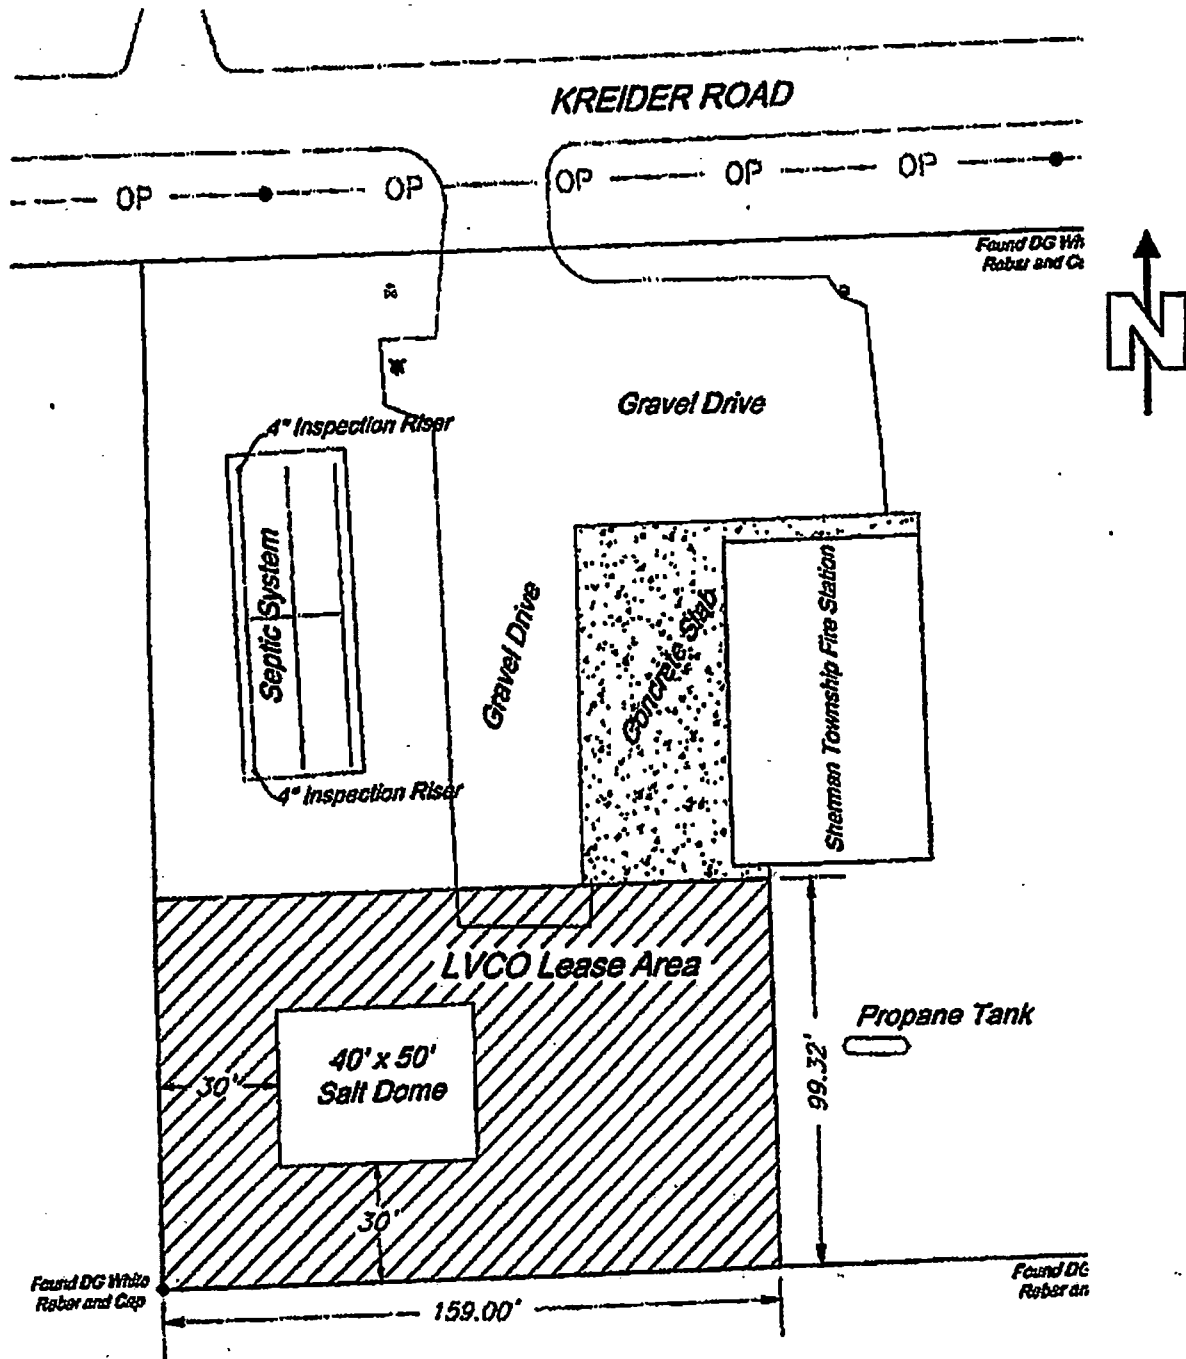 KREIDER ROAD
OP
OP
OP
OP
OP
Found DG Wh
Rebar and Ca
N
Gravel Drive
4" Inspection Riser
Septic System
Gravel Drive
Concrete Slab
Sherman Township Fire Station
4" Inspection Riser
LVCO Lease Area
Propane Tank
40' x 50'
Salt Dome
30'
99.32'
30'
Found DG White
Rebar and Cap
Found DG
Rebar an
159.00'